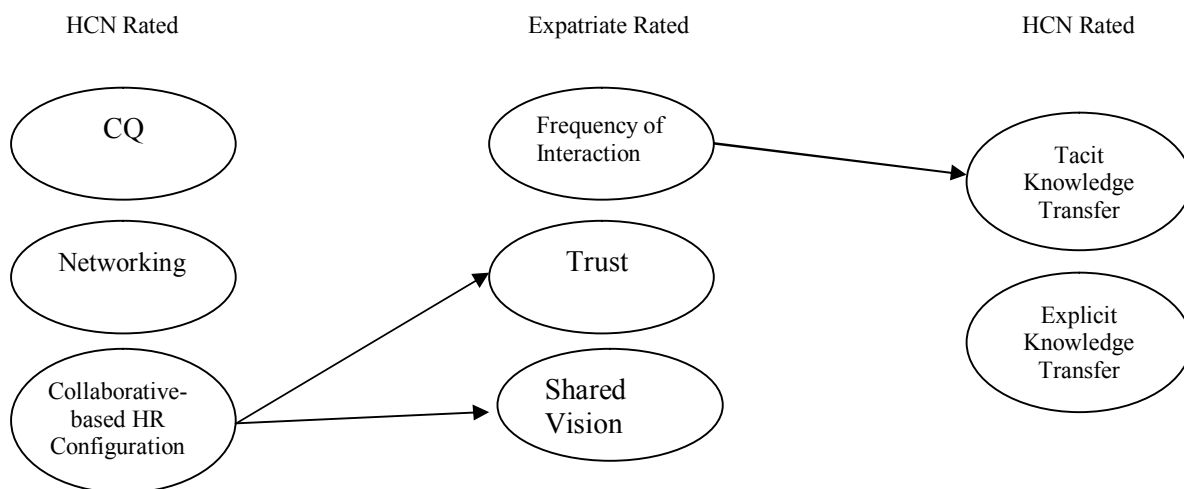 HCN Rated
Expatriate Rated
HCN Rated
CQ
Networking
Collaborative-
based HR
Configuration
Frequency of
Interaction
Trust
Shared
Vision
Tacit
Knowledge
Transfer
Explicit
Knowledge
Transfer